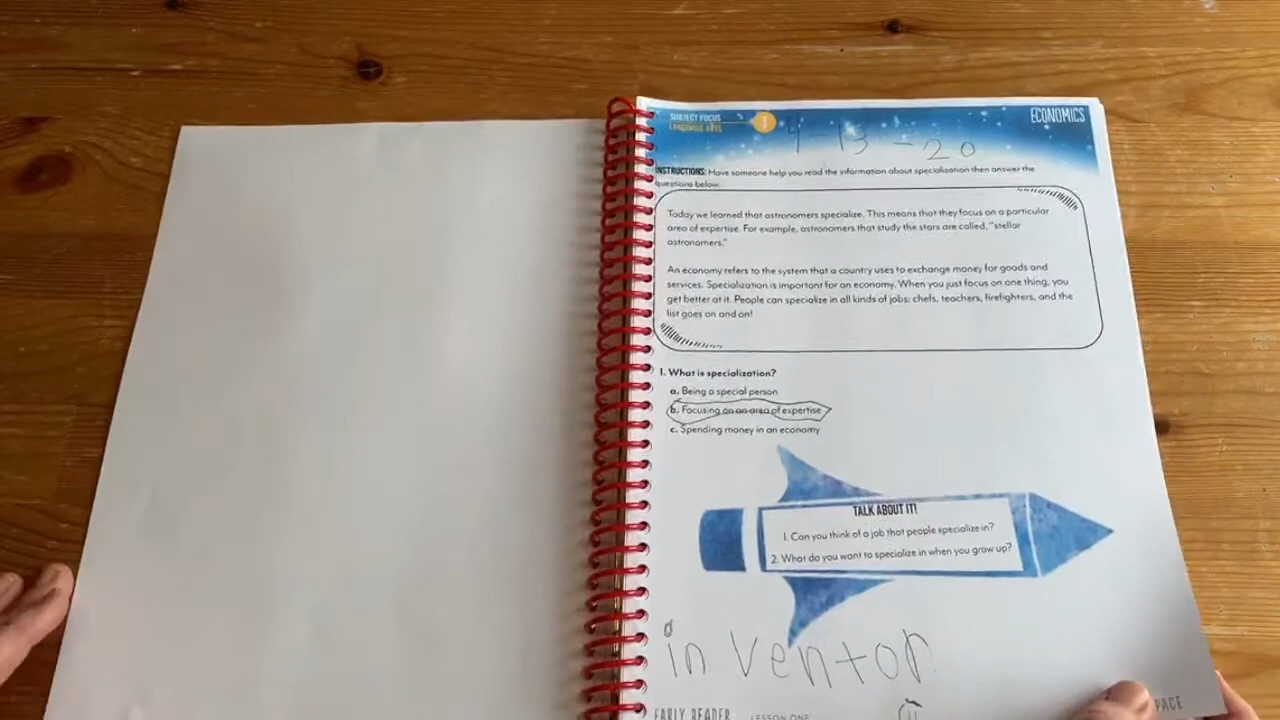 SUBJECT FOCUS
LANGUAGE ARTS
1
ECONOMICS
4-13-20
INSTRUCTIONS: Have someone help you read the information about specialization then answer the
questions below.
Today we learned that astronomers specialize. This means that they focus on a particular
area of expertise. For example, astronomers that study the stars are called, "stellar
astronomers."
An economy refers to the system that a country uses to exchange money for goods and
services. Specialization is important for an economy. When you just focus on one thing, you
get better at it. People can specialize in all kinds of jobs: chefs, teachers, firefighters, and the
list goes on and on!
1. What is specialization?
a. Being a special person
b. Focusing on an area of expertise
c. Spending money in an economy
TALK ABOUT IT!
1. Can you think of a job that people specialize in?
2. What do you want to specialize in when you grow up?
inventor
EARLY READER LESSON ONE
PACE